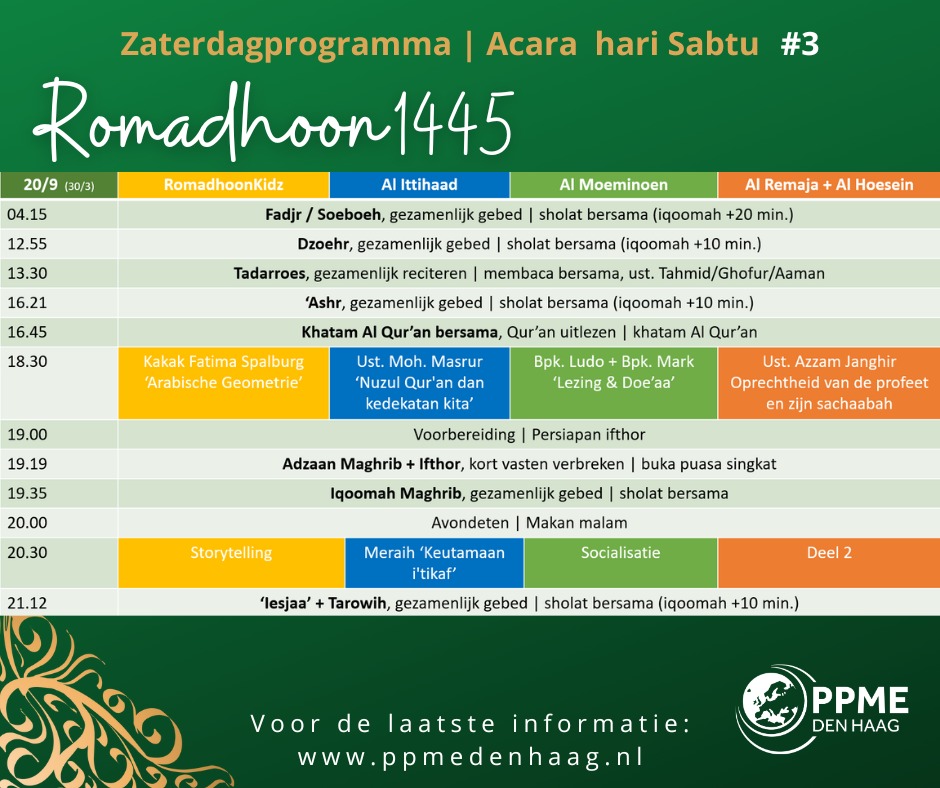 Zaterdagprogramma | Acara hari Sabtu #3
Romadhoon1445
20/9 (30/3) RomadhoonKidz Al Ittihaad Al Moeminoen Al Remaja + Al Hoesein
04.15 Fadjr / Soeboeh, gezamenlijk gebed | sholat bersama (iqoomah +20 min.)
12.55 Dzoehr, gezamenlijk gebed | sholat bersama (iqoomah +10 min.)
13.30 Tadarroes, gezamenlijk reciteren | membaca bersama, ust. Tahmid/Ghofur/Aaman
16.21 ‘Ashr, gezamenlijk gebed | sholat bersama (iqoomah +10 min.)
16.45 Khatam Al Qur’an bersama, Qur’an uitlezen | khatam Al Qur’an
18.30
Kakak Fatima Spalburg
‘Arabische Geometrie’
Ust. Moh. Masrur
‘Nuzul Qur'an dan
kedekatan kita’
Bpk. Ludo + Bpk. Mark
‘Lezing & Doe’aa’
Ust. Azzam Janghir
Oprechtheid van de profeet
en zijn sachaabah
19.00 Voorbereiding | Persiapan ifthor
19.19 Adzaan Maghrib + Ifthor, kort vasten verbreken | buka puasa singkat
19.35 Iqoomah Maghrib, gezamenlijk gebed | sholat bersama
20.00 Avondeten | Makan malam
20.30
Storytelling
Meraih ‘Keutamaan
i'tikaf’
Socialisatie
Deel 2
21.12 ‘Iesjaa’ + Tarowih, gezamenlijk gebed | sholat bersama (iqoomah +10 min.)
Voor de laatste informatie:
www.ppmedenhaag.nl
PPME
DEN HAAG